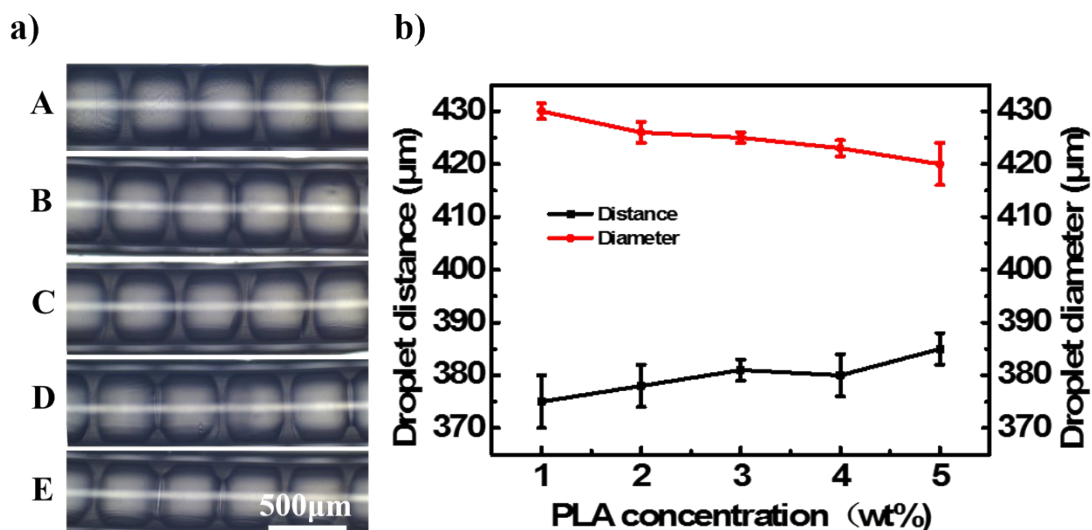 a)
A
B
C
D
E
500μm
b)
Droplet distance (μm)
430
420
410
400
390
380
370
Distance
Diameter
430
420
410
400
390
380
370
Droplet diameter (μm)
1 2 3 4 5
PLA concentration （wt%）